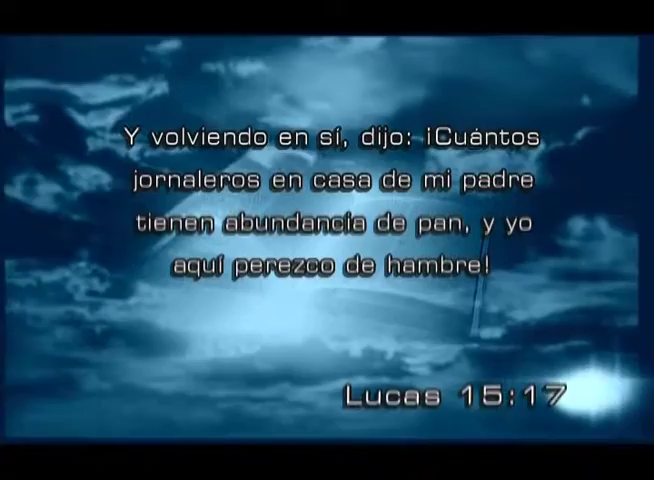 Y volviendo en sí, dijo: ¡Cuántos
jornaleros en casa de mi padre
tienen abundancia de pan, y yo
aquí perezco de hambre!
Lucas 15:17